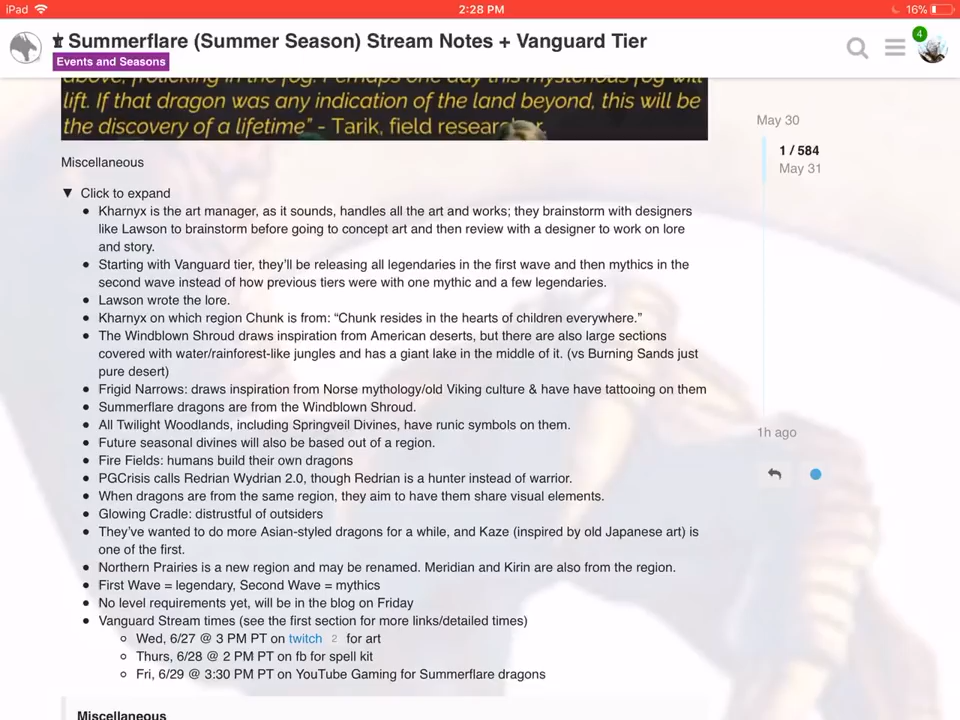 iPad
2:28 PM
16%
Summerflare (Summer Season) Stream Notes + Vanguard Tier
Events and Seasons
4
above, frolicking in the fog. Perhaps one day this mysterious fog will
lift. If that dragon was any indication of the land beyond, this will be
the discovery of a lifetime" - Tarik, field researcher
May 30
1 / 584
May 31
1h ago
Miscellaneous
▼ Click to expand
• Kharnyx is the art manager, as it sounds, handles all the art and works; they brainstorm with designers
like Lawson to brainstorm before going to concept art and then review with a designer to work on lore
and story.
• Starting with Vanguard tier, they'll be releasing all legendaries in the first wave and then mythics in the
second wave instead of how previous tiers were with one mythic and a few legendaries.
• Lawson wrote the lore.
• Kharnyx on which region Chunk is from: “Chunk resides in the hearts of children everywhere.”
• The Windblown Shroud draws inspiration from American deserts, but there are also large sections
covered with water/rainforest-like jungles and has a giant lake in the middle of it. (vs Burning Sands just
pure desert)
• Frigid Narrows: draws inspiration from Norse mythology/old Viking culture & have have tattooing on them
• Summerflare dragons are from the Windblown Shroud.
• All Twilight Woodlands, including Springveil Divines, have runic symbols on them.
• Future seasonal divines will also be based out of a region.
• Fire Fields: humans build their own dragons
• PGCrisis calls Redrian Wydrian 2.0, though Redrian is a hunter instead of warrior.
• When dragons are from the same region, they aim to have them share visual elements.
• Glowing Cradle: distrustful of outsiders
• They've wanted to do more Asian-styled dragons for a while, and Kaze (inspired by old Japanese art) is
one of the first.
• Northern Prairies is a new region and may be renamed. Meridian and Kirin are also from the region.
• First Wave = legendary, Second Wave = mythics
• No level requirements yet, will be in the blog on Friday
• Vanguard Stream times (see the first section for more links/detailed times)
◦ Wed, 6/27 @ 3 PM PT on twitch 2 for art
◦ Thurs, 6/28 @ 2 PM PT on fb for spell kit
◦ Fri, 6/29 @ 3:30 PM PT on YouTube Gaming for Summerflare dragons
Miscellaneous